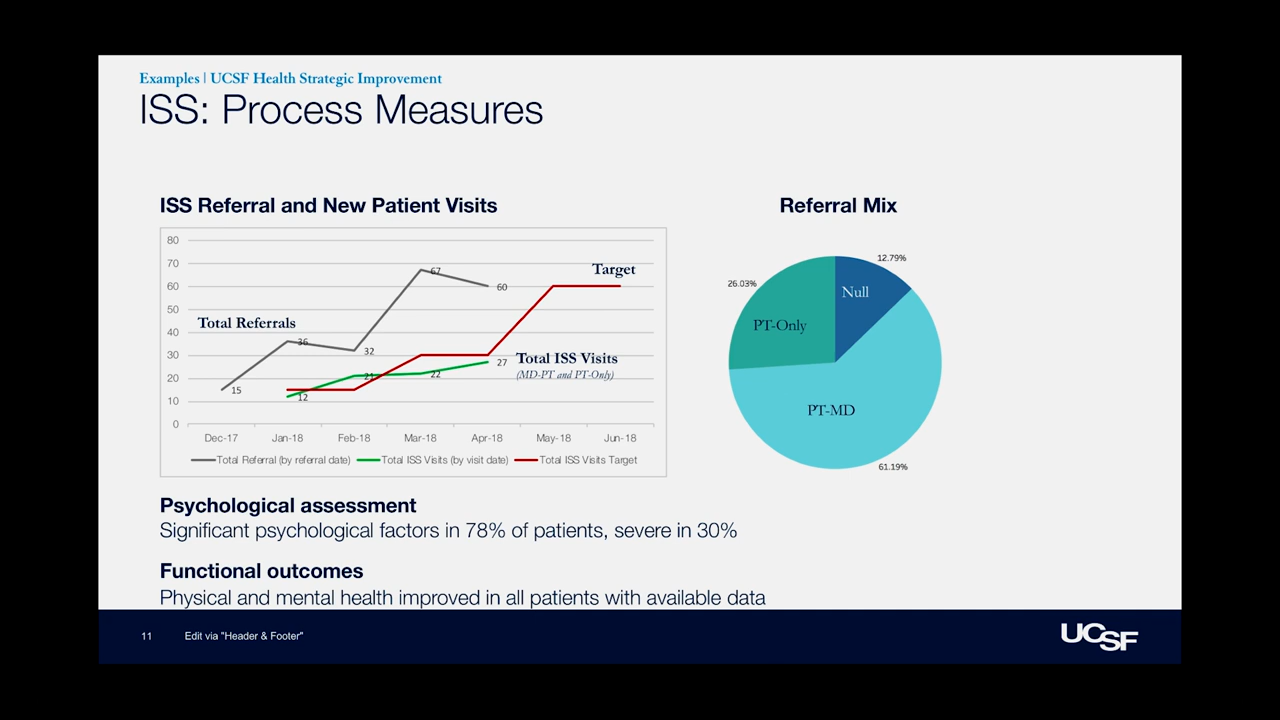 Examples | UCSF Health Strategic Improvement
ISS: Process Measures
ISS Referral and New Patient Visits
80
70
60
50
40
30
20
10
0
Total Referrals
Target
Total ISS Visits
(MD-PT and PT-Only)
15
36
32
67
60
12
21
22
27
Dec-17 Jan-18 Feb-18 Mar-18 Apr-18 May-18 Jun-18
Total Referral (by referral date) Total ISS Visits (by visit date) Total ISS Visits Target
Referral Mix
12.79%
Null
26.03%
PT-Only
PT-MD
61.19%
Psychological assessment
Significant psychological factors in 78% of patients, severe in 30%
Functional outcomes
Physical and mental health improved in all patients with available data
11 Edit via "Header & Footer"
UCSF